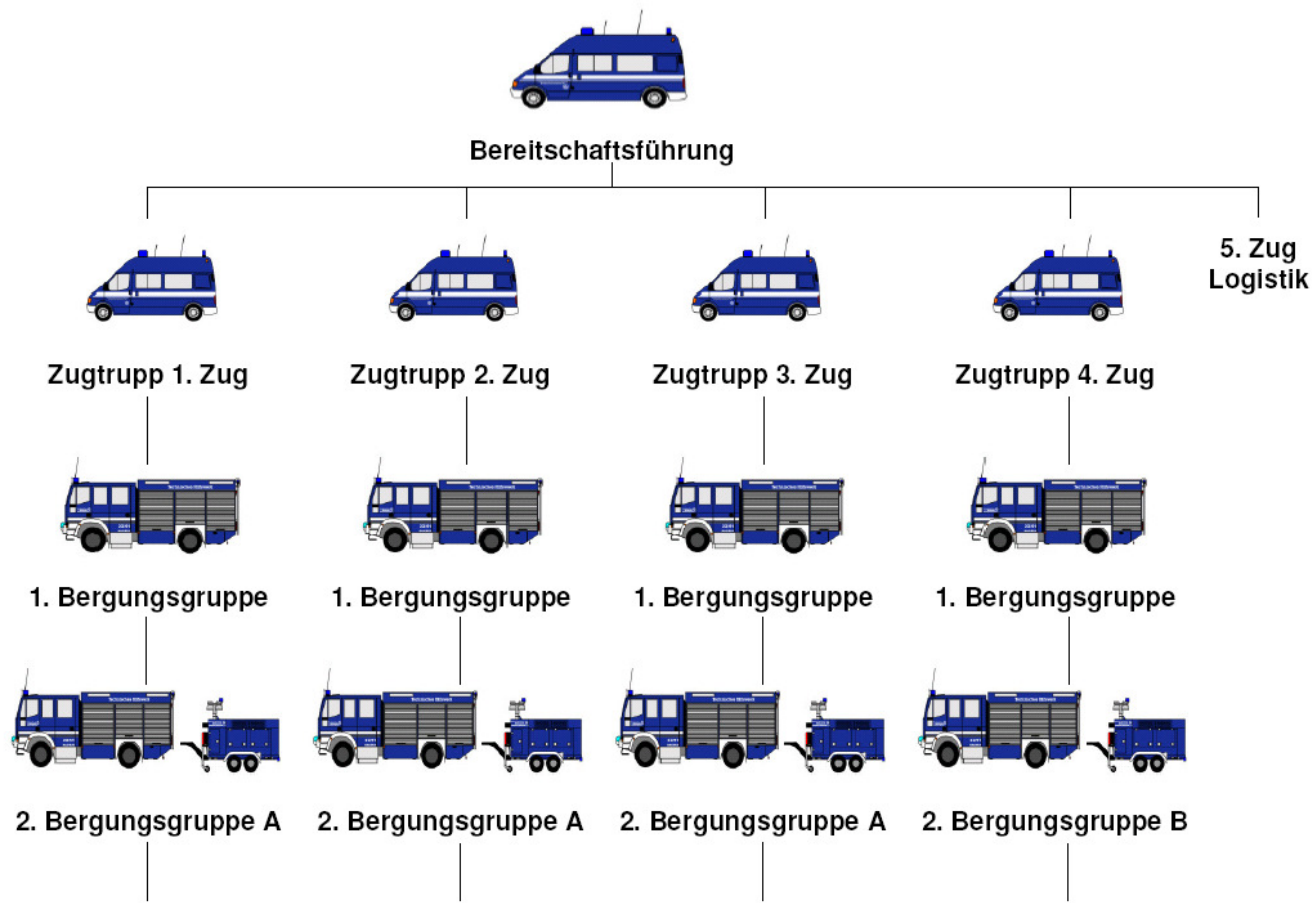 Bereitschaftsführung
5. Zug
Logistik
Zugtrupp 1. Zug
Zugtrupp 2. Zug
Zugtrupp 3. Zug
Zugtrupp 4. Zug
1. Bergungsgruppe
1. Bergungsgruppe
1. Bergungsgruppe
1. Bergungsgruppe
2. Bergungsgruppe A
2. Bergungsgruppe A
2. Bergungsgruppe A
2. Bergungsgruppe B